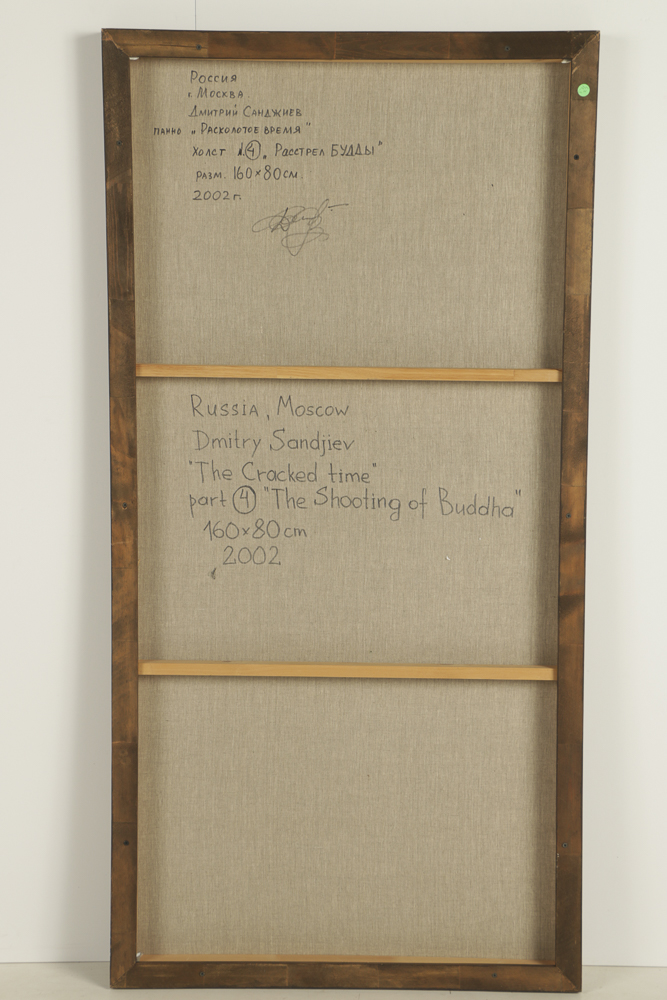 Россия
г. Москва.
Дмитрий Санджиев
панно „Расколотое время"
холст 4 „Расстрел БУДДЫ"
разм. 160×80 см.
2002 г.
Russia, Moscow
Dmitry Sandjiev
"The Cracked time"
part 4 "The Shooting of Buddha"
160×80 cm
2002